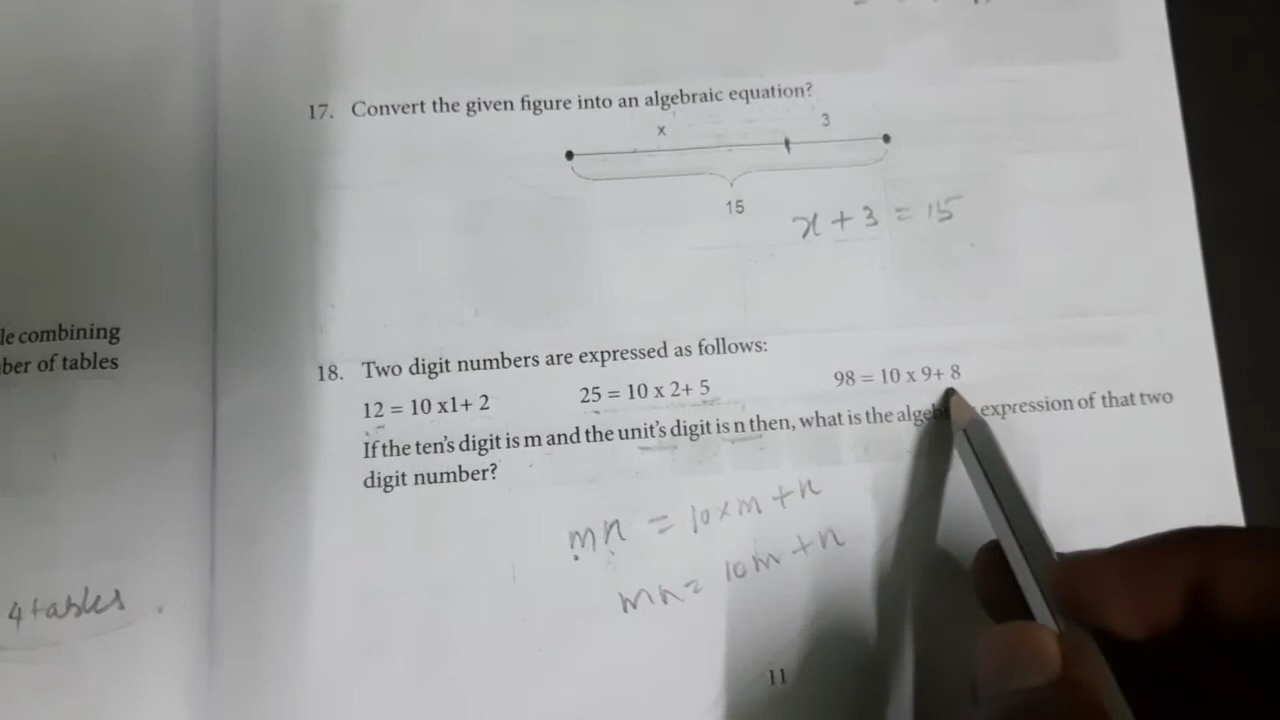 17. Convert the given figure into an algebraic equation?
x 3
15
x + 3 = 15
le combining
ber of tables
18. Two digit numbers are expressed as follows:
12 = 10 x1+ 2 25 = 10 x 2+ 5 98 = 10 x 9+ 8
If the ten's digit is m and the unit's digit is n then, what is the expression of that two
digit number?
mn = 10 x m + n
mn = 10m + n
4 tables .
11